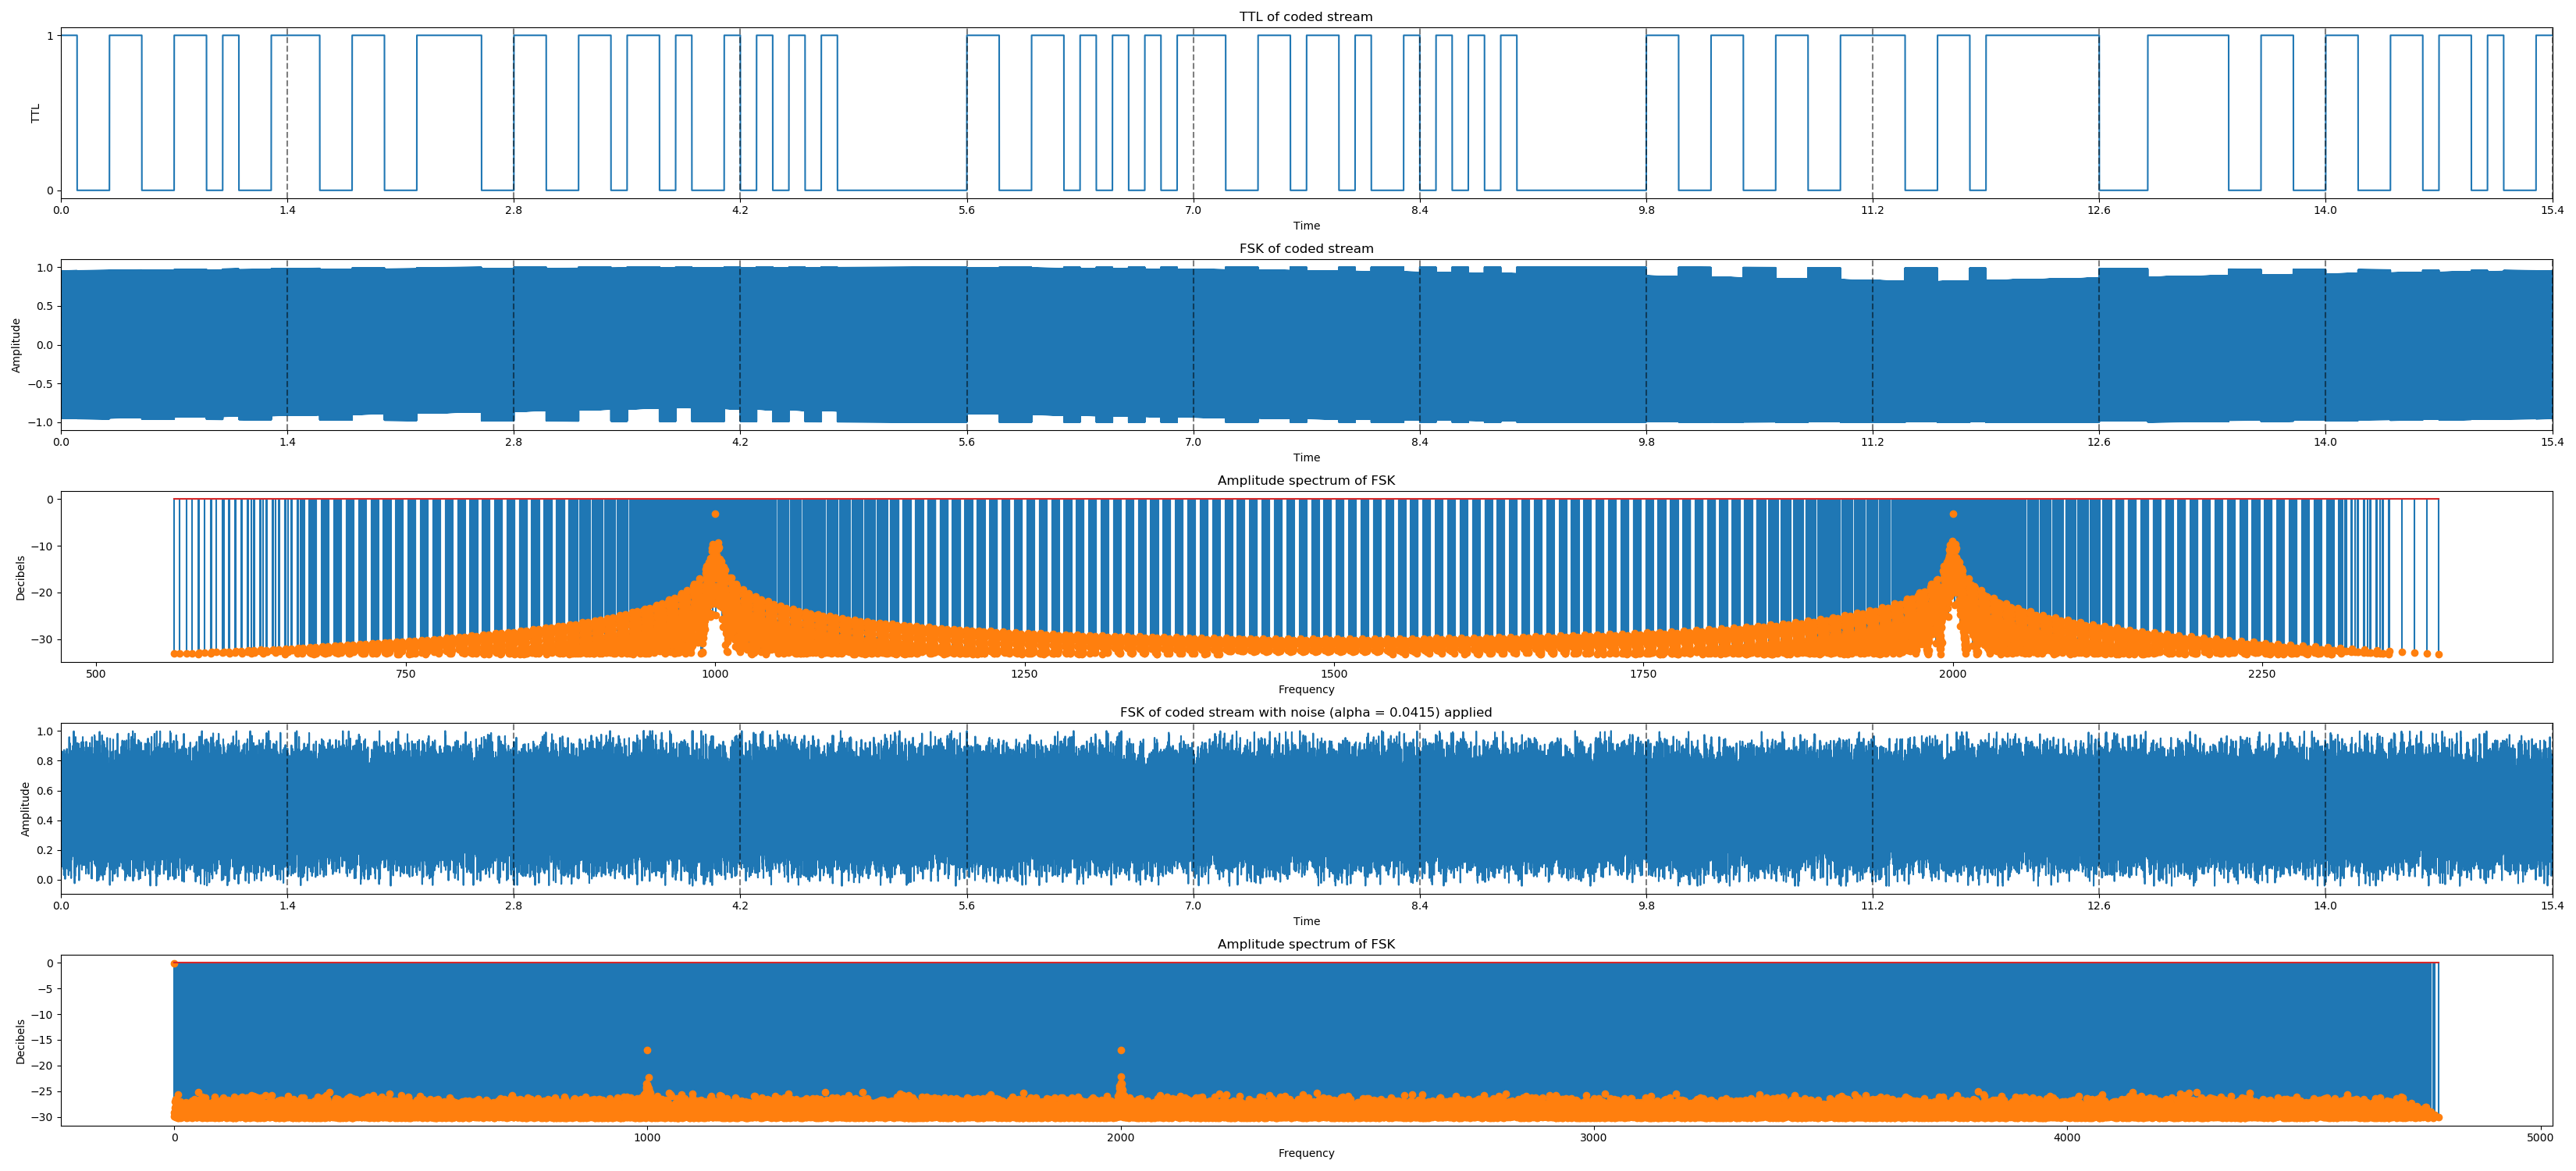 TTL of coded stream
1
0
TTL
0.0 1.4 2.8 4.2 5.6 7.0 8.4 9.8 11.2 12.6 14.0 15.4
Time
FSK of coded stream
1.0
0.5
0.0
−0.5
−1.0
Amplitude
0.0 1.4 2.8 4.2 5.6 7.0 8.4 9.8 11.2 12.6 14.0 15.4
Time
Amplitude spectrum of FSK
0
−10
−20
−30
Decibels
500 750 1000 1250 1500 1750 2000 2250
Frequency
FSK of coded stream with noise (alpha = 0.0415) applied
1.0
0.8
0.6
0.4
0.2
0.0
Amplitude
0.0 1.4 2.8 4.2 5.6 7.0 8.4 9.8 11.2 12.6 14.0 15.4
Time
Amplitude spectrum of FSK
0
−5
−10
−15
−20
−25
−30
Decibels
0 1000 2000 3000 4000 5000
Frequency